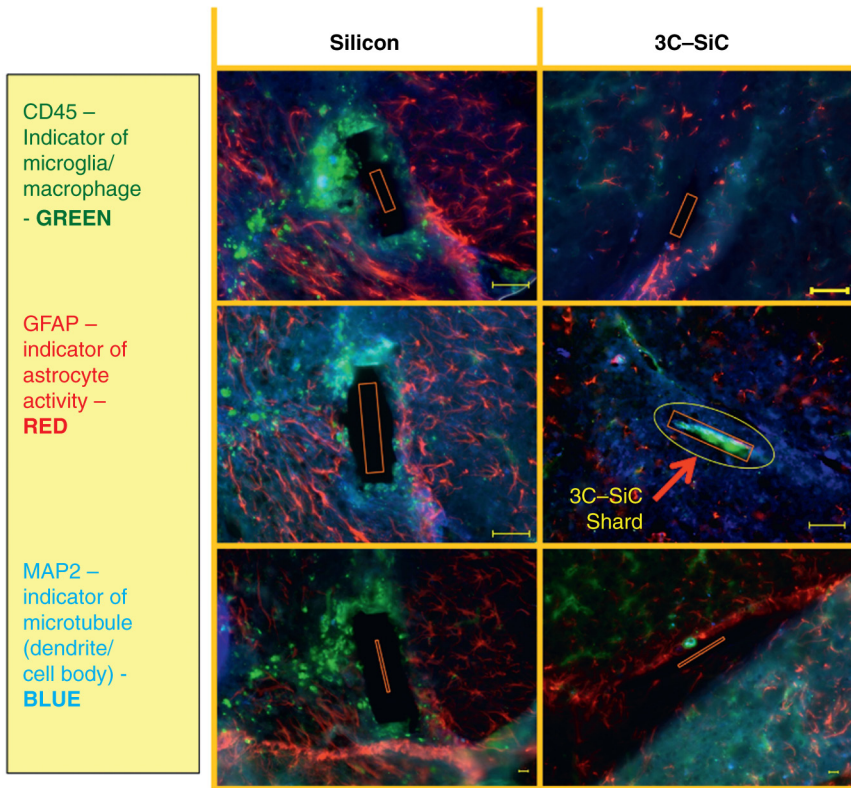 Silicon
3C–SiC
CD45 –
Indicator of
microglia/
macrophage
- GREEN
GFAP –
indicator of
astrocyte
activity –
RED
MAP2 –
indicator of
microtubule
(dendrite/
cell body) -
BLUE
3C–SiC
Shard